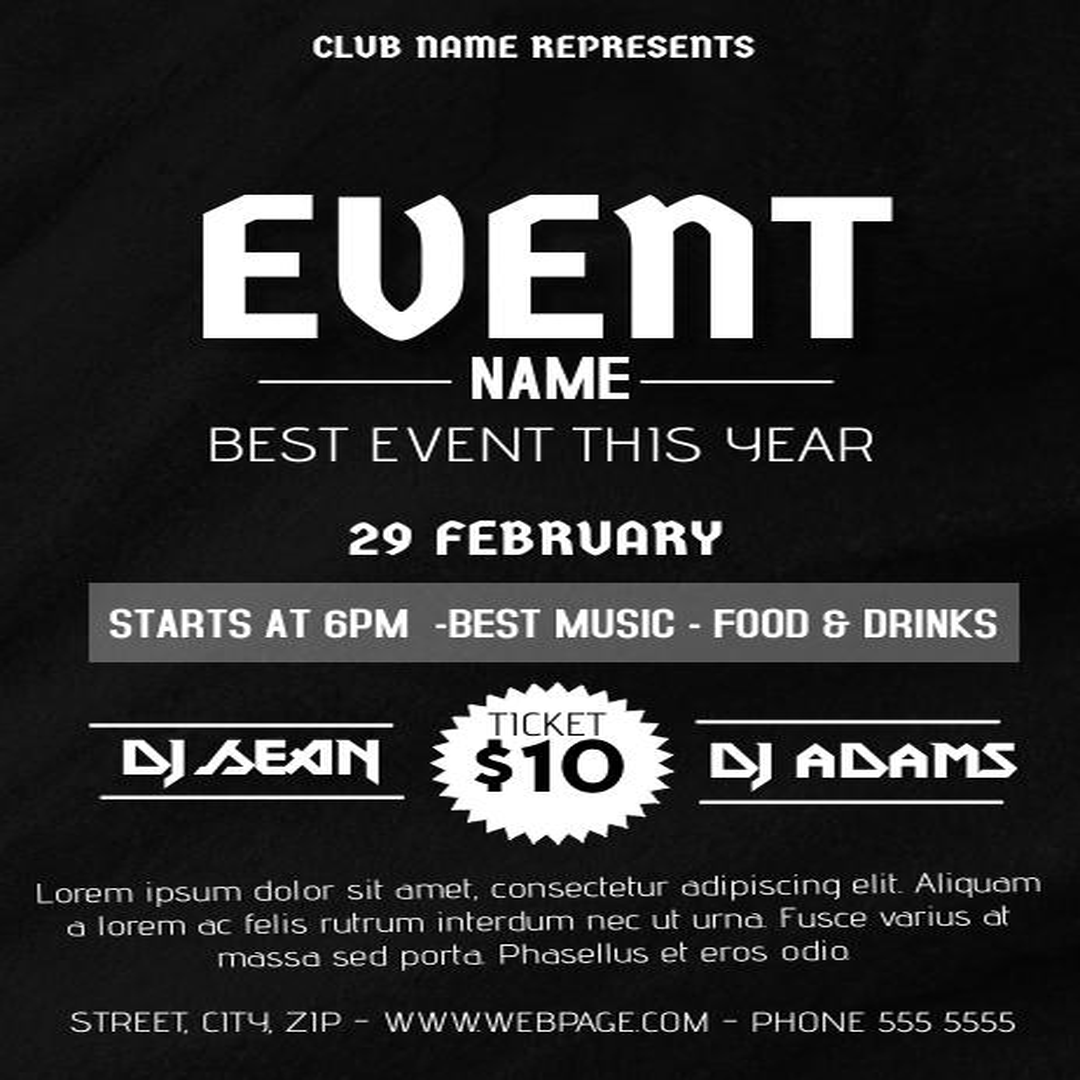 CLUB NAME REPRESENTS
EVENT
NAME
BEST EVENT THIS YEAR
29 FEBRUARY
STARTS AT 6PM -BEST MUSIC - FOOD & DRINKS
DJ SEAN
TICKET
$10
DJ ADAMS
Lorem ipsum dolor sit amet, consectetur adipiscing elit. Aliquam
a lorem ac felis rutrum interdum nec ut urna. Fusce varius at
massa sed porta. Phasellus et eros odio.
STREET, CITY, ZIP - WWW.WEBPAGE.COM - PHONE 555 5555